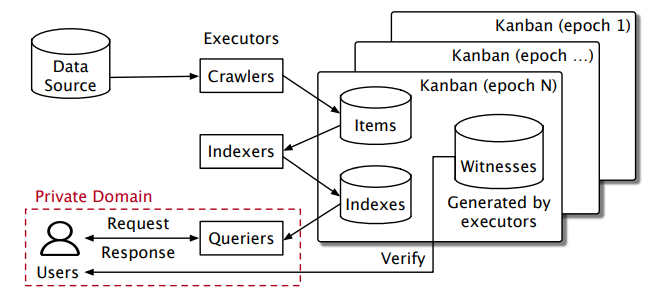 Kanban (epoch 1)
Kanban (epoch ...)
Kanban (epoch N)
Executors
Data
Source
Crawlers
Items
Indexers
Witnesses
Indexes
Generated by
executors
Private Domain
Request
Queriers
Response
Users
Verify